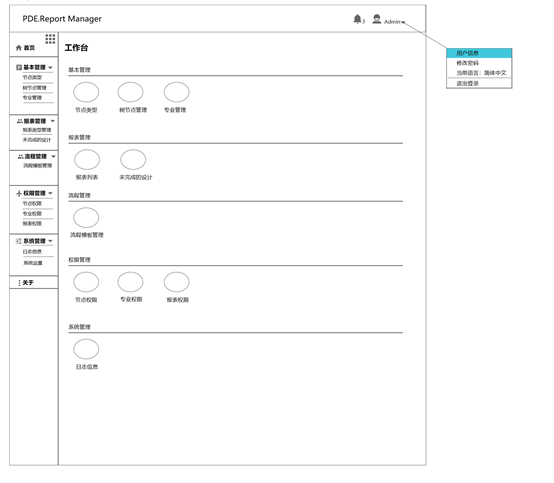 PDE.Report Manager
3
Admin
用户信息
修改密码
当前语言：简体中文
退出登录
首页
基本管理
节点类型
树节点管理
专业管理
报表管理
报表类型管理
未完成的设计
流程管理
流程模板管理
权限管理
节点权限
专业权限
报表权限
系统管理
日志信息
系统设置
关于
工作台
基本管理
节点类型 树节点管理 专业管理
报表管理
报表列表 未完成的设计
流程管理
流程模板管理
权限管理
节点权限 专业权限 报表权限
系统管理
日志信息